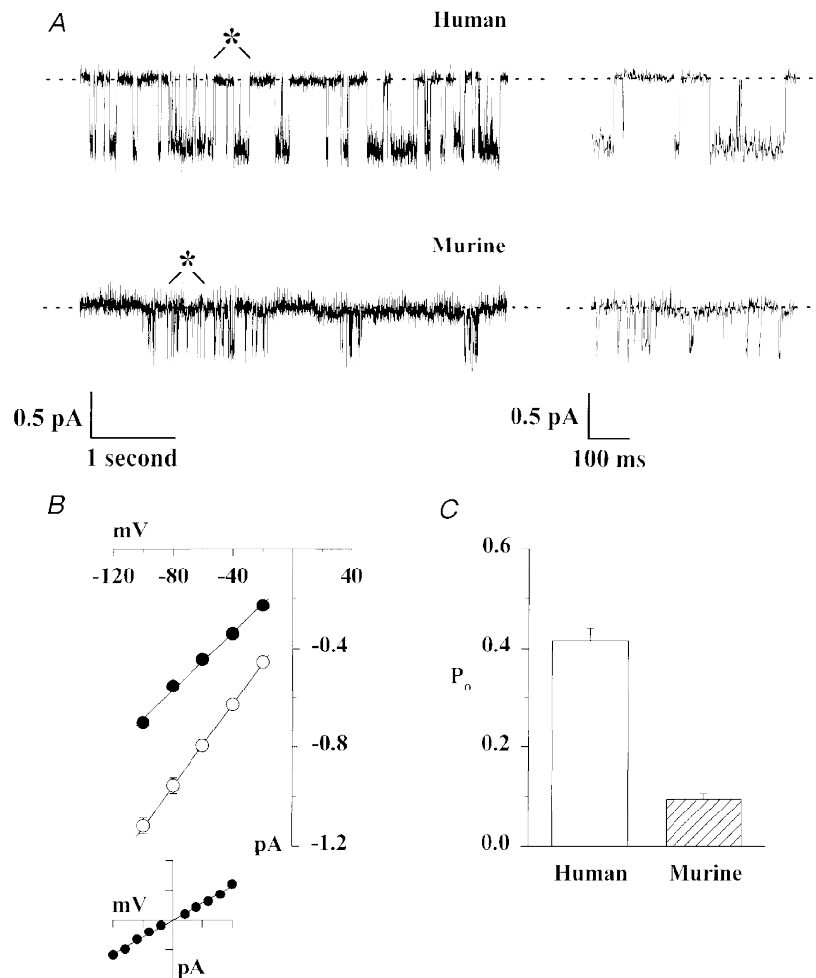 A
Human
*
Murine
*
0.5 pA
1 second
0.5 pA
100 ms
B
mV
-120 -80 -40 40
-0.4
-0.8
pA -1.2
mV
pA
C
0.6
0.4
Po
0.2
0.0
Human Murine